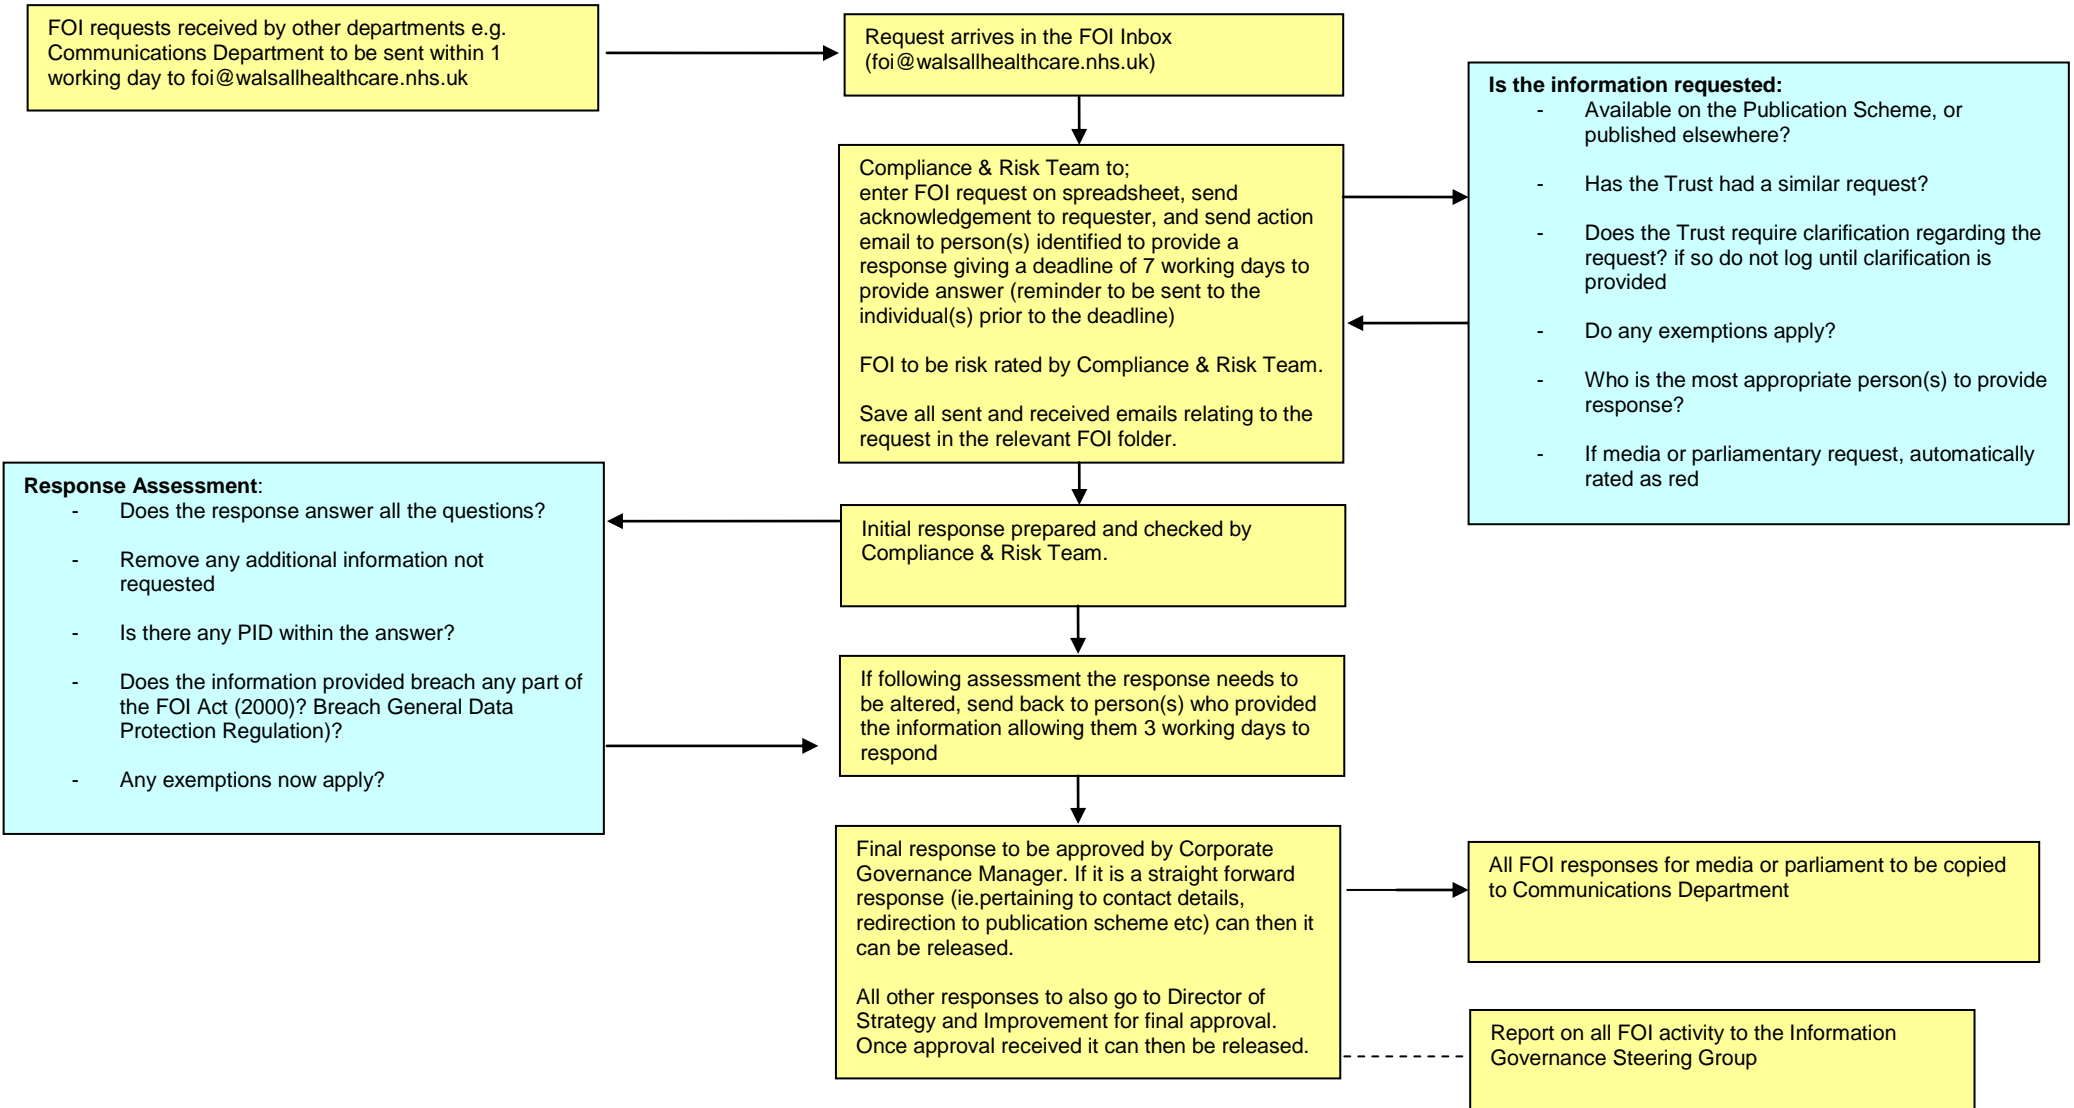 FOI requests received by other departments e.g.
Communications Department to be sent within 1
working day to foi@walsallhealthcare.nhs.uk
Request arrives in the FOI Inbox
(foi@walsallhealthcare.nhs.uk)
Is the information requested:
- Available on the Publication Scheme, or
published elsewhere?
- Has the Trust had a similar request?
- Does the Trust require clarification regarding the
request? if so do not log until clarification is
provided
- Do any exemptions apply?
- Who is the most appropriate person(s) to provide
response?
- If media or parliamentary request, automatically
rated as red
Compliance & Risk Team to;
enter FOI request on spreadsheet, send
acknowledgement to requester, and send action
email to person(s) identified to provide a
response giving a deadline of 7 working days to
provide answer (reminder to be sent to the
individual(s) prior to the deadline)
FOI to be risk rated by Compliance & Risk Team.
Save all sent and received emails relating to the
request in the relevant FOI folder.
Response Assessment:
- Does the response answer all the questions?
- Remove any additional information not
requested
- Is there any PID within the answer?
- Does the information provided breach any part of
the FOI Act (2000)? Breach General Data
Protection Regulation)?
- Any exemptions now apply?
Initial response prepared and checked by
Compliance & Risk Team.
If following assessment the response needs to
be altered, send back to person(s) who provided
the information allowing them 3 working days to
respond
Final response to be approved by Corporate
Governance Manager. If it is a straight forward
response (ie.pertaining to contact details,
redirection to publication scheme etc) can then it
can be released.
All other responses to also go to Director of
Strategy and Improvement for final approval.
Once approval received it can then be released.
All FOI responses for media or parliament to be copied
to Communications Department
Report on all FOI activity to the Information
Governance Steering Group